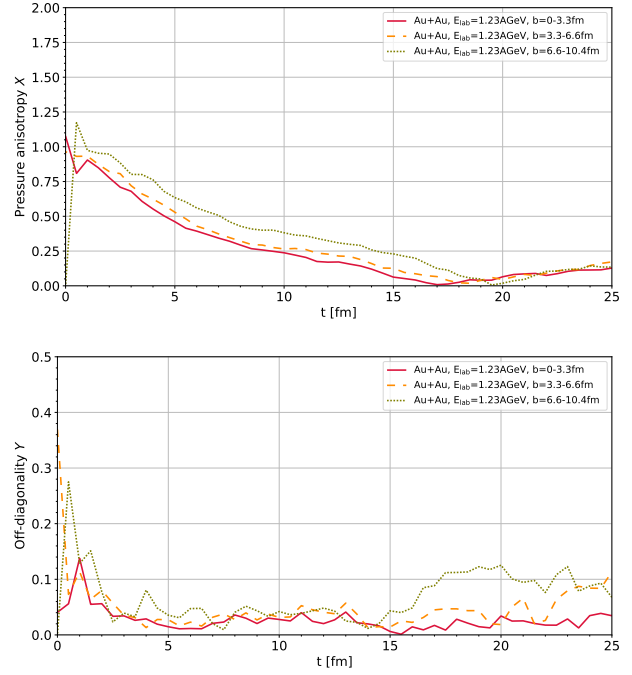 2.00
1.75
1.50
1.25
1.00
0.75
0.50
0.25
0.00
Pressure anisotropy X
Au+Au, E_lab=1.23AGeV, b=0-3.3fm
Au+Au, E_lab=1.23AGeV, b=3.3-6.6fm
Au+Au, E_lab=1.23AGeV, b=6.6-10.4fm
0 5 10 15 20 25
t [fm]
0.5
0.4
0.3
0.2
0.1
0.0
Off-diagonality Y
Au+Au, E_lab=1.23AGeV, b=0-3.3fm
Au+Au, E_lab=1.23AGeV, b=3.3-6.6fm
Au+Au, E_lab=1.23AGeV, b=6.6-10.4fm
0 5 10 15 20 25
t [fm]